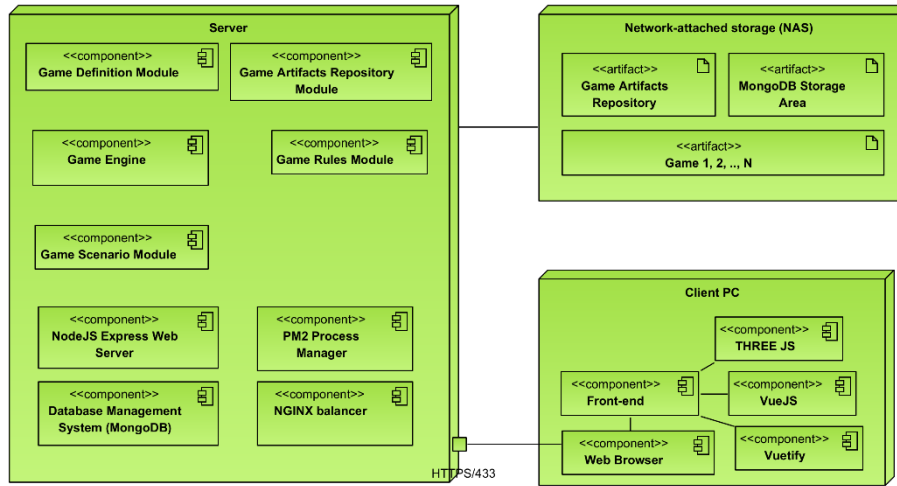 Server
<<component>>
Game Definition Module
<<component>>
Game Artifacts Repository
Module
<<component>>
Game Engine
<<component>>
Game Rules Module
<<component>>
Game Scenario Module
<<component>>
NodeJS Express Web
Server
<<component>>
PM2 Process
Manager
<<component>>
Database Management
System (MongoDB)
<<component>>
NGINX balancer
HTTPS/433
Network-attached storage (NAS)
<<artifact>>
Game Artifacts
Repository
<<artifact>>
MongoDB Storage
Area
<<artifact>>
Game 1, 2, .., N
Client PC
<<component>>
THREE JS
<<component>>
Front-end
<<component>>
VueJS
<<component>>
Web Browser
<<component>>
Vuetify